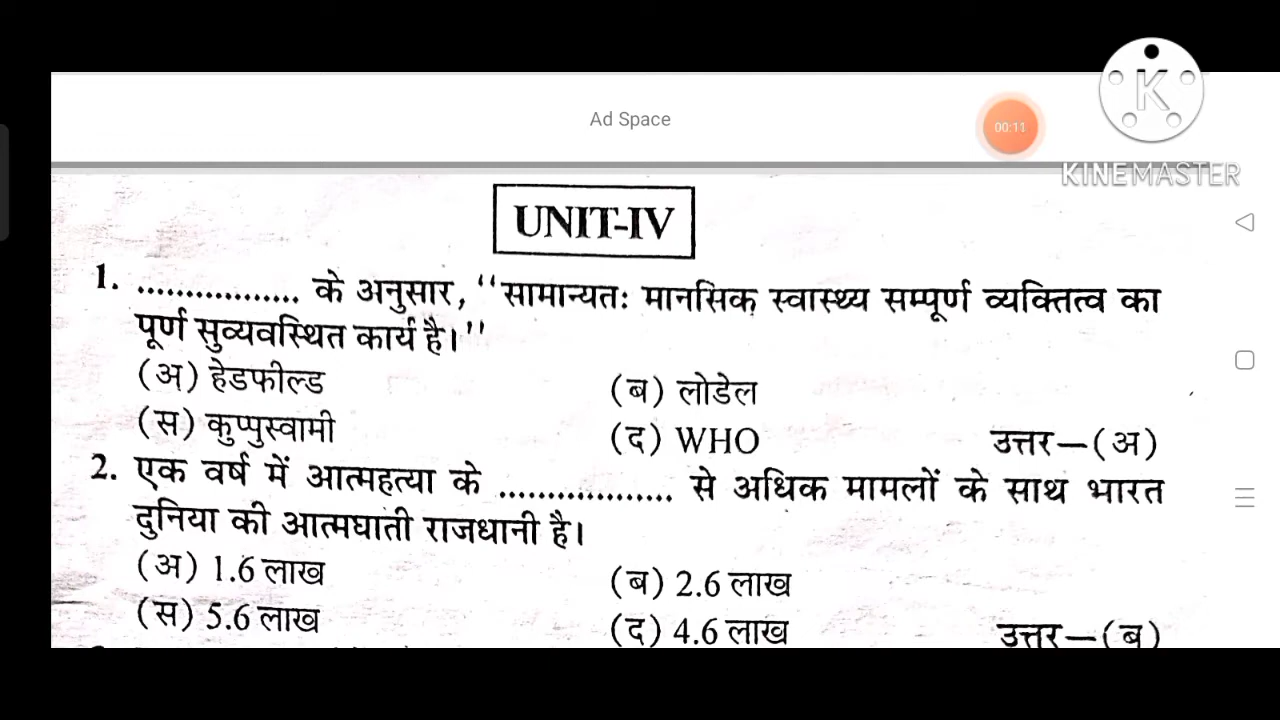 Ad Space
00:11
K
KINEMASTER
UNIT-IV
1. ................. के अनुसार, ‘‘सामान्यतः मानसिक स्वास्थ्य सम्पूर्ण व्यक्तित्व का
पूर्ण सुव्यवस्थित कार्य है।’’
(अ) हेडफील्ड (ब) लोडेल
(स) कुप्पुस्वामी (द) WHO उत्तर—(अ)
2. एक वर्ष में आत्महत्या के .................. से अधिक मामलों के साथ भारत
दुनिया की आत्मघाती राजधानी है।
(अ) 1.6 लाख (ब) 2.6 लाख
(स) 5.6 लाख (द) 4.6 लाख उत्तर—(ब)